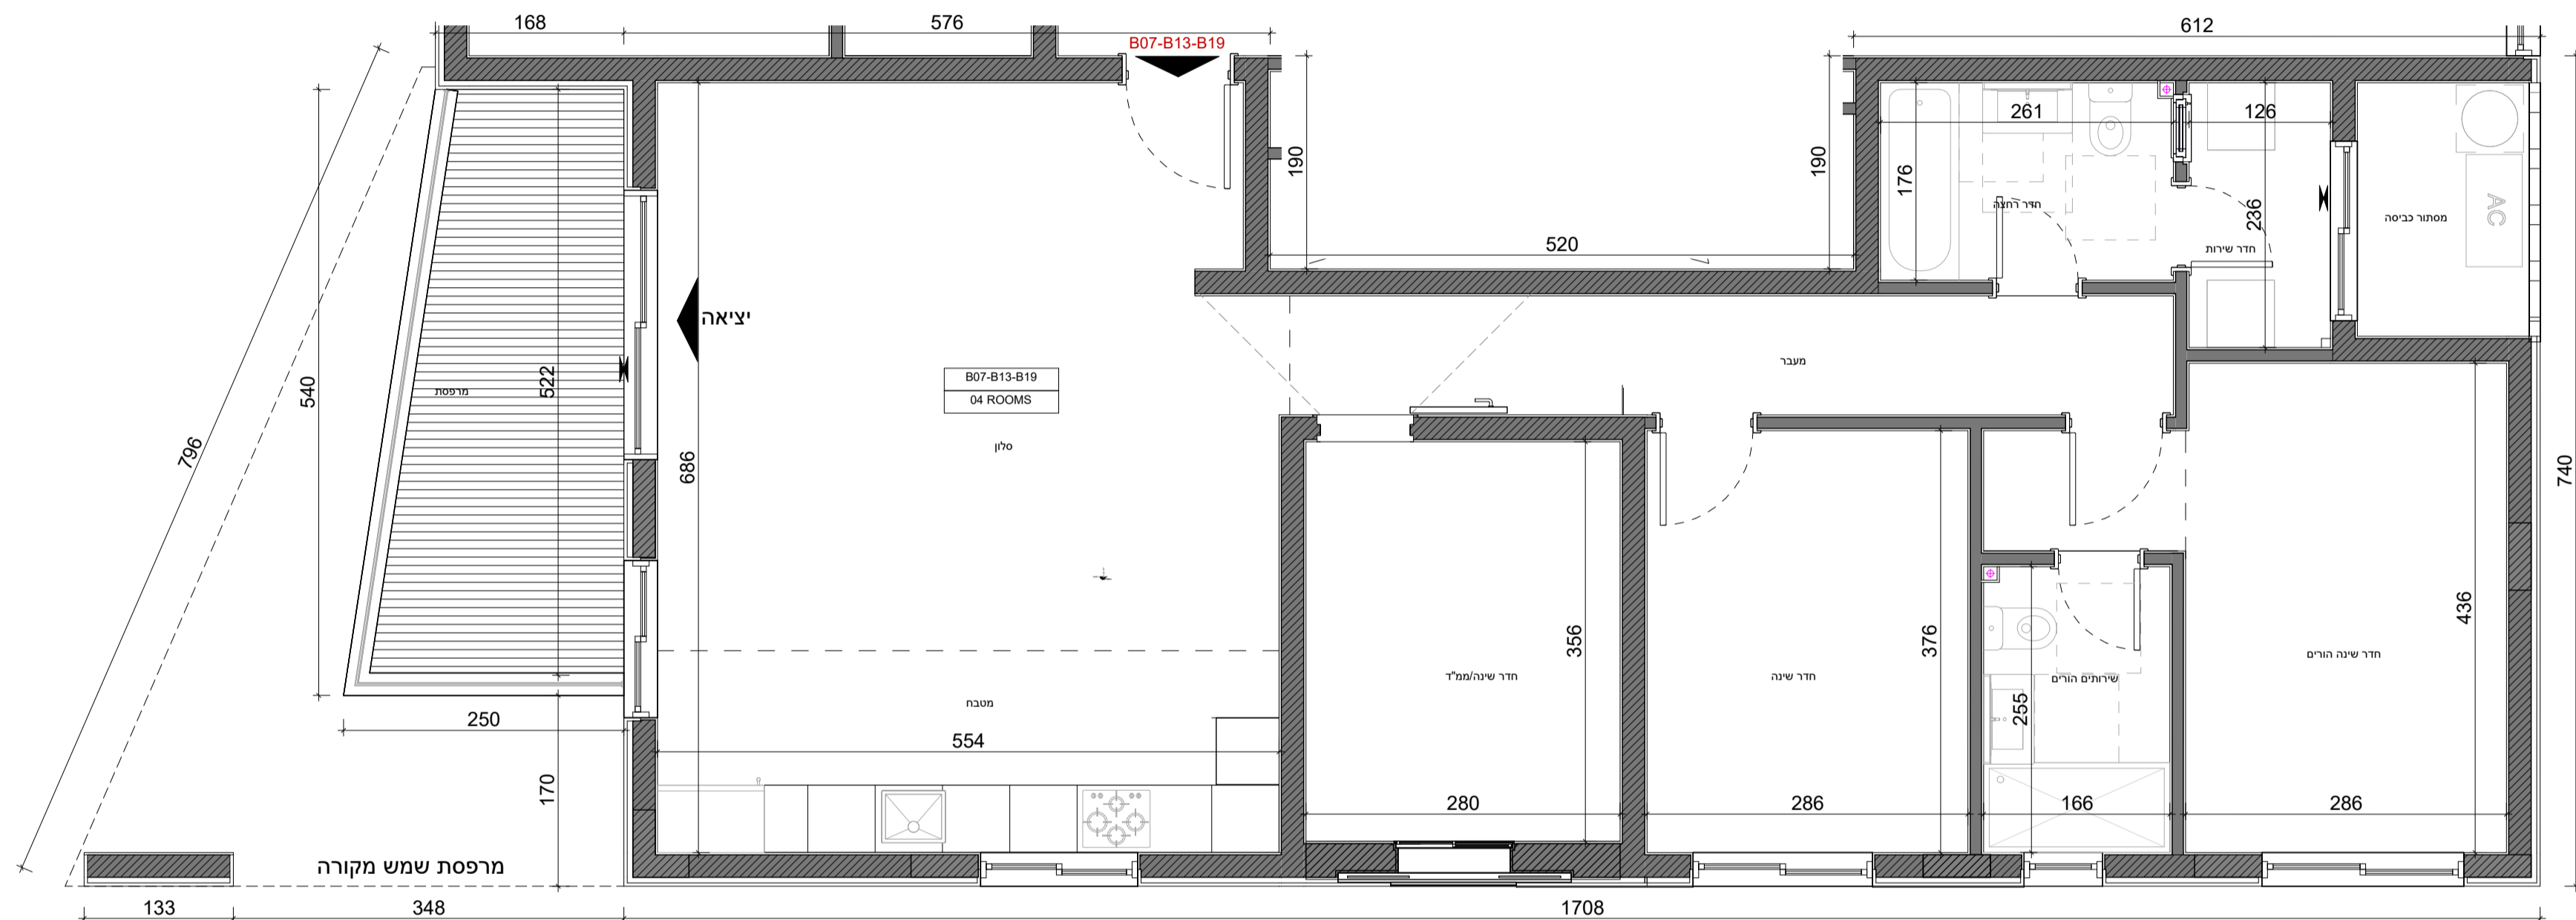 168
576
612
B07-B13-B19
261
126
190
190
176
236
חדר רחצה
מסתור כביסה
AC
520
חדר שירות
יציאה
מעבר
B07-B13-B19
04 ROOMS
540
522
מרפסת
סלון
796
686
740
356
376
436
חדר שינה/ממ"ד
חדר שינה
שירותים הורים
חדר שינה הורים
255
מטבח
250
554
170
280
286
166
286
מרפסת שמש מקורה
133
348
1708